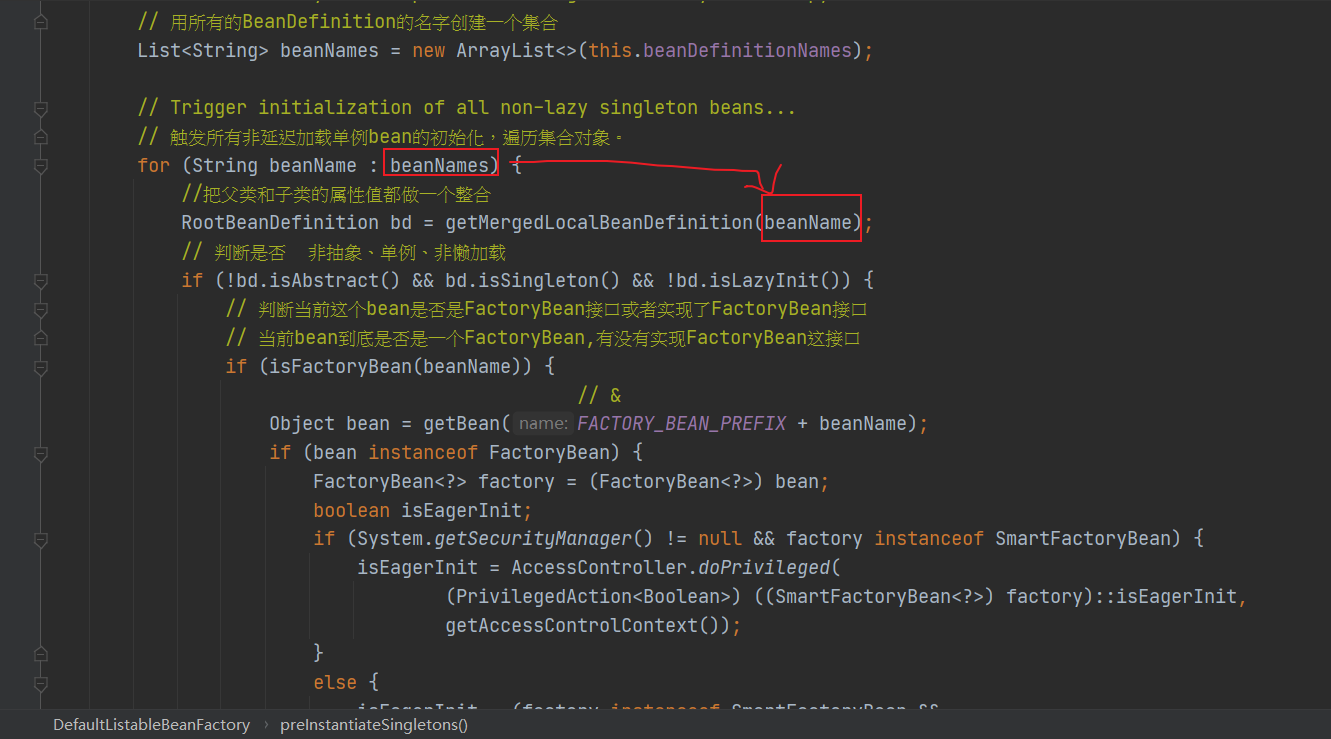 // 用所有的BeanDefinition的名字创建一个集合
List<String> beanNames = new ArrayList<>(this.beanDefinitionNames);
// Trigger initialization of all non-lazy singleton beans...
// 触发所有非延迟加载单例bean的初始化，遍历集合对象。
for (String beanName : beanNames) {
//把父类和子类的属性值都做一个整合
RootBeanDefinition bd = getMergedLocalBeanDefinition(beanName);
// 判断是否  非抽象、单例、非懒加载
if (!bd.isAbstract() && bd.isSingleton() && !bd.isLazyInit()) {
// 判断当前这个bean是否是FactoryBean接口或者实现了FactoryBean接口
// 当前bean到底是否是一个FactoryBean,有没有实现FactoryBean这接口
if (isFactoryBean(beanName)) {
// &
Object bean = getBean( name: FACTORY_BEAN_PREFIX + beanName);
if (bean instanceof FactoryBean) {
FactoryBean<?> factory = (FactoryBean<?>) bean;
boolean isEagerInit;
if (System.getSecurityManager() != null && factory instanceof SmartFactoryBean) {
isEagerInit = AccessController.doPrivileged(
(PrivilegedAction<Boolean>) ((SmartFactoryBean<?>) factory)::isEagerInit,
getAccessControlContext());
}
else {
isEagerInit = (factory instanceof SmartFactoryBean &&
DefaultListableBeanFactory › preInstantiateSingletons()